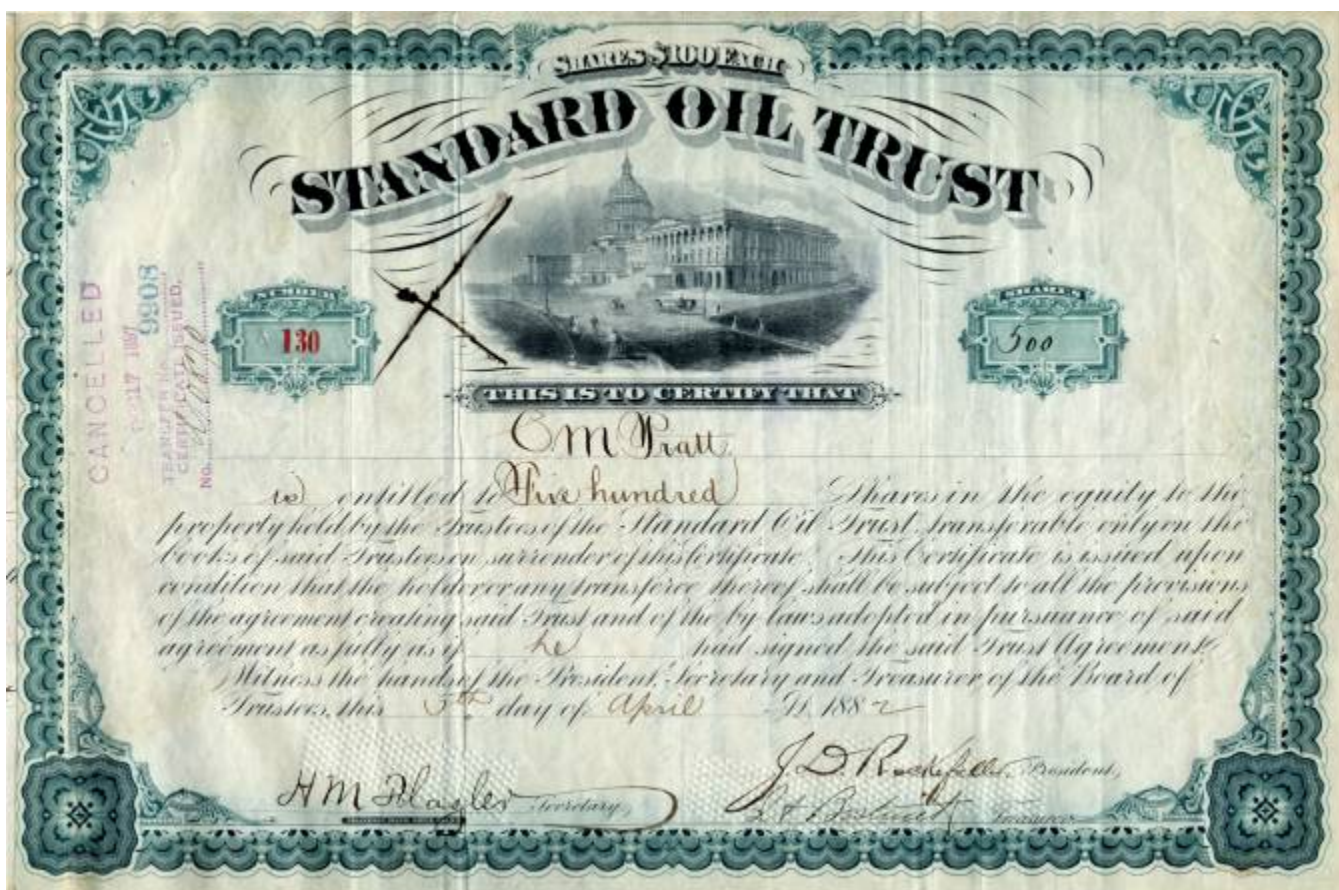 SHARES $100 EACH
STANDARD OIL TRUST
NUMBER
130
SHARES
500
CANCELLED
9908
TRANSFERRED
CERTIFICATE ISSUED.
No.
THIS IS TO CERTIFY THAT
C M Pratt
is entitled to Five hundred Shares in the equity to the
property held by the Trustees of the Standard Oil Trust, transferable only on the
books of said Trustees on surrender of this Certificate. This Certificate is issued upon
condition that the holder or any transferee thereof shall be subject to all the provisions
of the agreement creating said Trust and of the by-laws adopted in pursuance of said
agreement as fully as if he had signed the said Trust Agreement.
Witness the hands of the President, Secretary and Treasurer of the Board of
Trustees, this 5th day of April D. 1882
H M Flagler Secretary,
J. D. Rockefeller President,
Treasurer